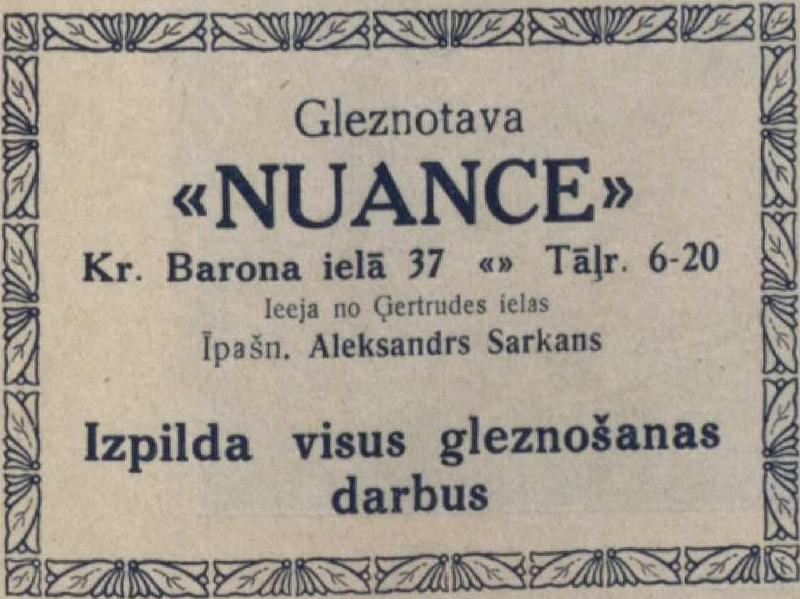 Gleznotava
«NUANCE»
Kr. Barona ielā 37 «» Tāļr. 6-20
Ieeja no Ģertrudes ielas
Īpašn. Aleksandrs Sarkans
Izpilda visus gleznošanas
darbus